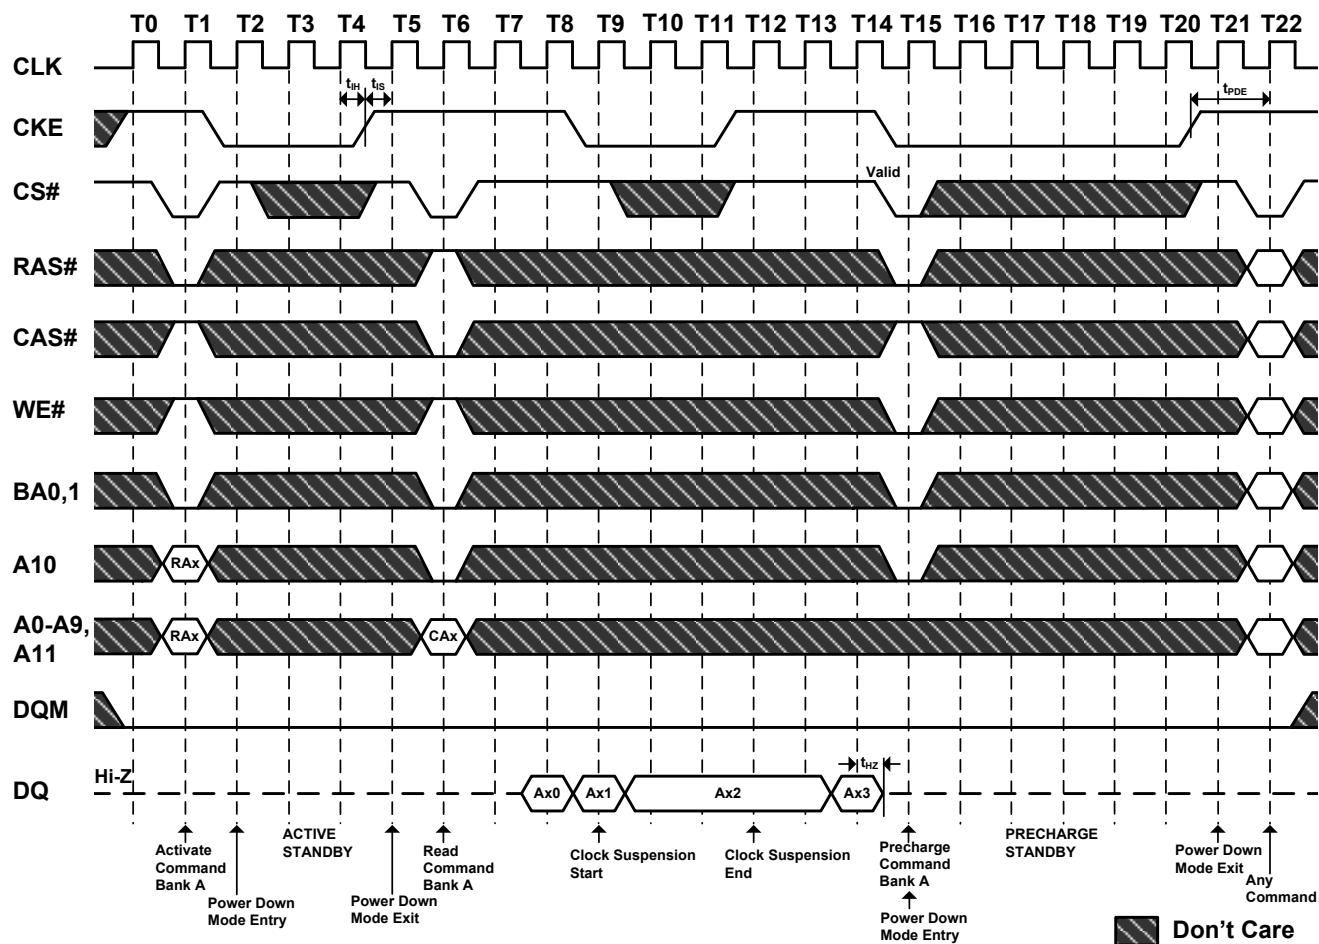 T0 T1 T2 T3 T4 T5 T6 T7 T8 T9 T10 T11 T12 T13 T14 T15 T16 T17 T18 T19 T20 T21 T22
CLK
tIH tIS tPDE
CKE
Valid
CS#
RAS#
CAS#
WE#
BA0,1
A10 RAx
A0-A9,
A11
RAx CAx
DQM
Hi-Z
tHZ
DQ Ax0 Ax1 Ax2 Ax3
Activate
Command
Bank A
Power Down
Mode Entry
ACTIVE
STANDBY
Power Down
Mode Exit
Read
Command
Bank A
Clock Suspension
Start
Clock Suspension
End
Precharge
Command
Bank A
Power Down
Mode Entry
PRECHARGE
STANDBY
Power Down
Mode Exit
Any
Command
Don't Care